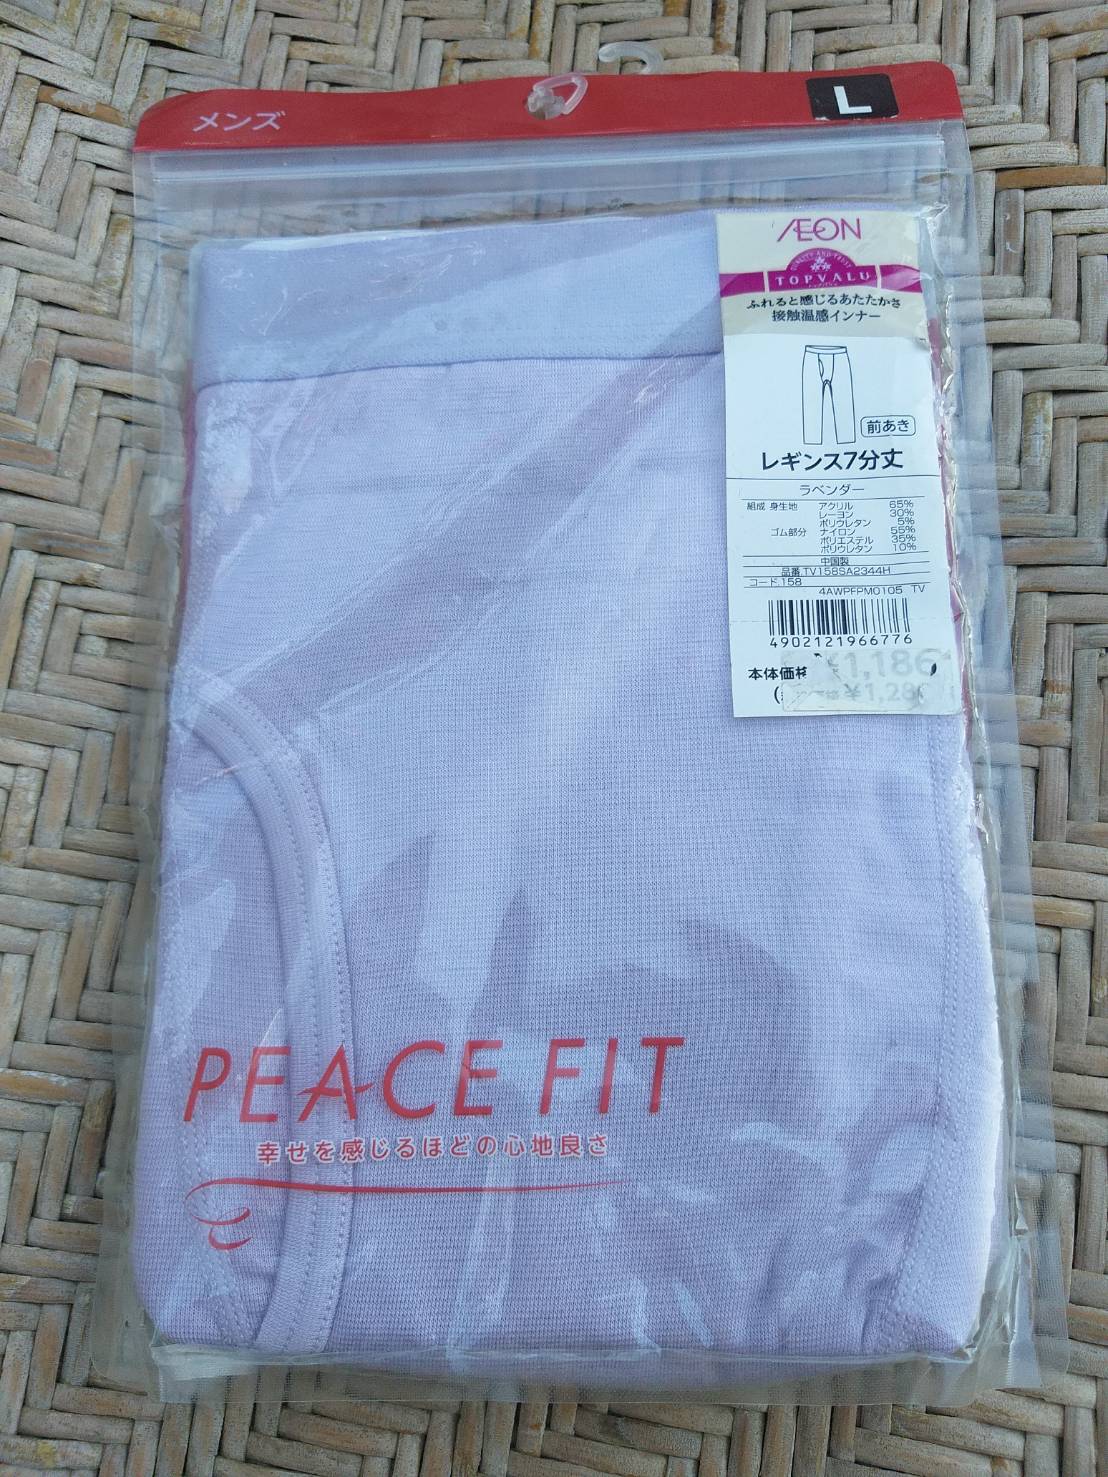 メンズ
L
ÆON
QUALITY AND VALUE
TOPVALU
ふれると感じるあたたかさ
接触温感インナー
前あき
レギンス7分丈
ラベンダー
組成 身生地 アクリル 65%
レーヨン 30%
ポリウレタン 5%
ゴム部分 ナイロン 55%
ポリエステル 35%
ポリウレタン 10%
中国製
品番.TV158SA2344H
コード.158
4AWPFPM0105 TV
4902121966776
本体価格 ¥1,186
¥1,280
PEACE FIT
幸せを感じるほどの心地良さ